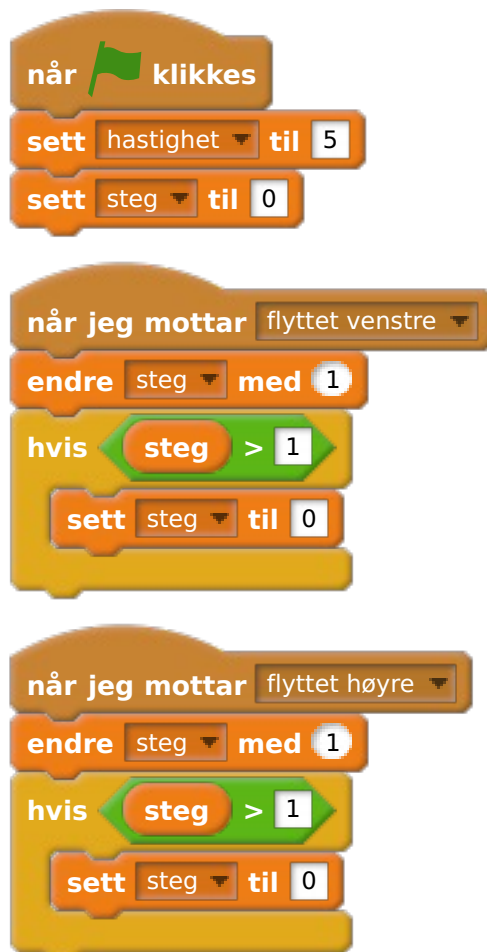 når klikkes
sett hastighet til 5
sett steg til 0
når jeg mottar flyttet venstre
endre steg med 1
hvis steg > 1
sett steg til 0
når jeg mottar flyttet høyre
endre steg med 1
hvis steg > 1
sett steg til 0